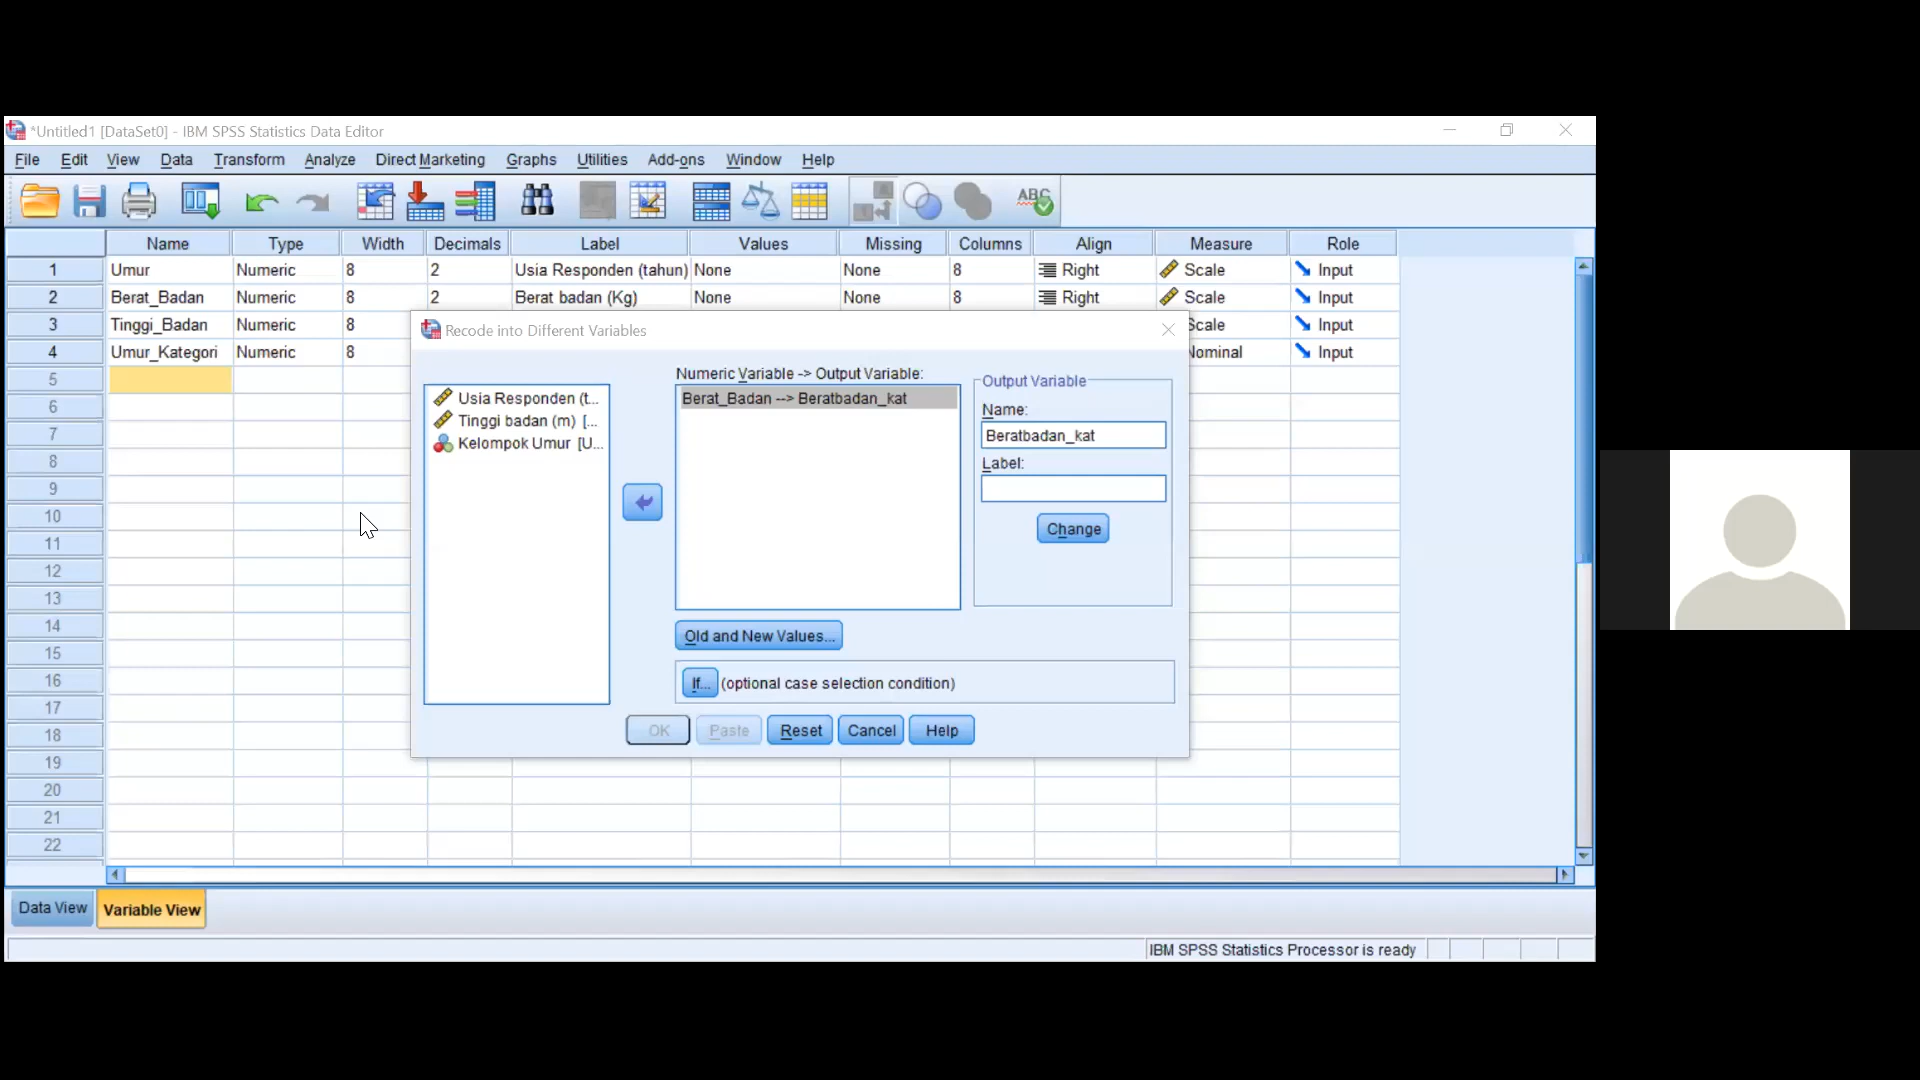 *Untitled1 [DataSet0] - IBM SPSS Statistics Data Editor
File Edit View Data Transform Analyze Direct Marketing Graphs Utilities Add-ons Window Help
ABC
Name Type Width Decimals Label Values Missing Columns Align Measure Role
1 Umur Numeric 8 2 Usia Responden (tahun) None None 8 Right Scale Input
2 Berat_Badan Numeric 8 2 Berat badan (Kg) None None 8 Right Scale Input
3 Tinggi_Badan Numeric 8 Scale Input
4 Umur_Kategori Numeric 8 Nominal Input
5
6
7
8
9
10
11
12
13
14
15
16
17
18
19
20
21
22
Recode into Different Variables
Usia Responden (t...
Tinggi badan (m) [...
Kelompok Umur [U...
Numeric Variable -> Output Variable:
Berat_Badan --> Beratbadan_kat
Output Variable
Name:
Beratbadan_kat
Label:
Change
Old and New Values...
If... (optional case selection condition)
OK Paste Reset Cancel Help
Data View Variable View
IBM SPSS Statistics Processor is ready